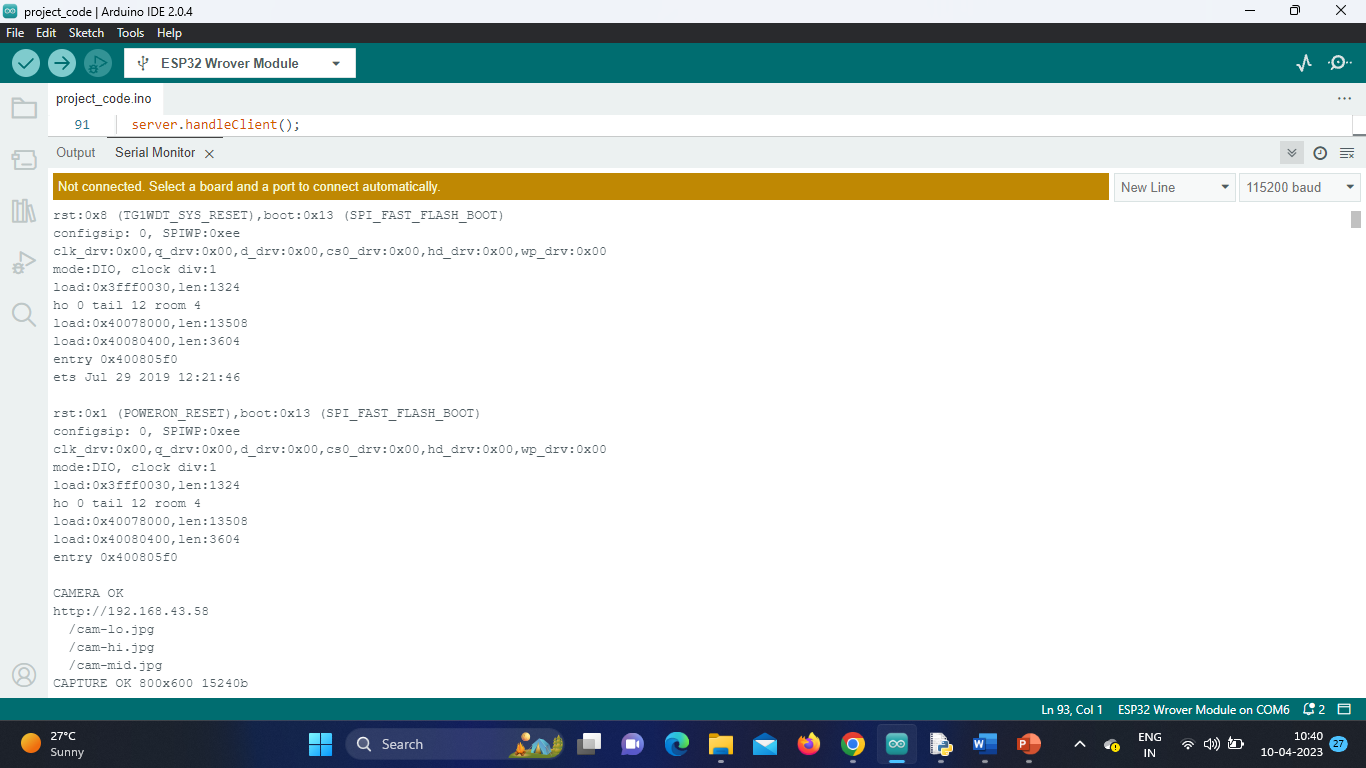 project_code | Arduino IDE 2.0.4
File Edit Sketch Tools Help
ESP32 Wrover Module
project_code.ino
91 server.handleClient();
Output Serial Monitor
Not connected. Select a board and a port to connect automatically.
New Line 115200 baud
rst:0x8 (TG1WDT_SYS_RESET),boot:0x13 (SPI_FAST_FLASH_BOOT)
configsip: 0, SPIWP:0xee
clk_drv:0x00,q_drv:0x00,d_drv:0x00,cs0_drv:0x00,hd_drv:0x00,wp_drv:0x00
mode:DIO, clock div:1
load:0x3fff0030,len:1324
ho 0 tail 12 room 4
load:0x40078000,len:13508
load:0x40080400,len:3604
entry 0x400805f0
ets Jul 29 2019 12:21:46
rst:0x1 (POWERON_RESET),boot:0x13 (SPI_FAST_FLASH_BOOT)
configsip: 0, SPIWP:0xee
clk_drv:0x00,q_drv:0x00,d_drv:0x00,cs0_drv:0x00,hd_drv:0x00,wp_drv:0x00
mode:DIO, clock div:1
load:0x3fff0030,len:1324
ho 0 tail 12 room 4
load:0x40078000,len:13508
load:0x40080400,len:3604
entry 0x400805f0
CAMERA OK
http://192.168.43.58
/cam-lo.jpg
/cam-hi.jpg
/cam-mid.jpg
CAPTURE OK 800x600 15240b
Ln 93, Col 1 ESP32 Wrover Module on COM6 2
27°C
Sunny
Search
W
P
ENG
IN
10:40
10-04-2023
27